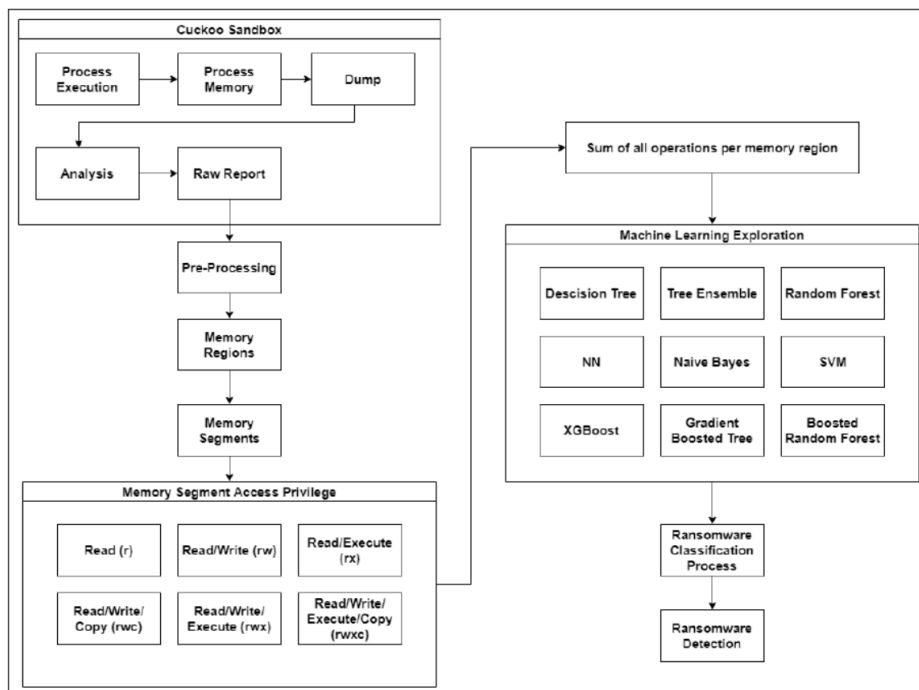 Cuckoo Sandbox
Process
Execution
Process
Memory
Dump
Analysis
Raw Report
Pre-Processing
Memory
Regions
Memory
Segments
Memory Segment Access Privilege
Read (r)
Read/Write (rw)
Read/Execute
(rx)
Read/Write/
Copy (rwc)
Read/Write/
Execute (rwx)
Read/Write/
Execute/Copy
(rwxc)
Sum of all operations per memory region
Machine Learning Exploration
Descision Tree
Tree Ensemble
Random Forest
NN
Naive Bayes
SVM
XGBoost
Gradient
Boosted Tree
Boosted
Random Forest
Ransomware
Classification
Process
Ransomware
Detection